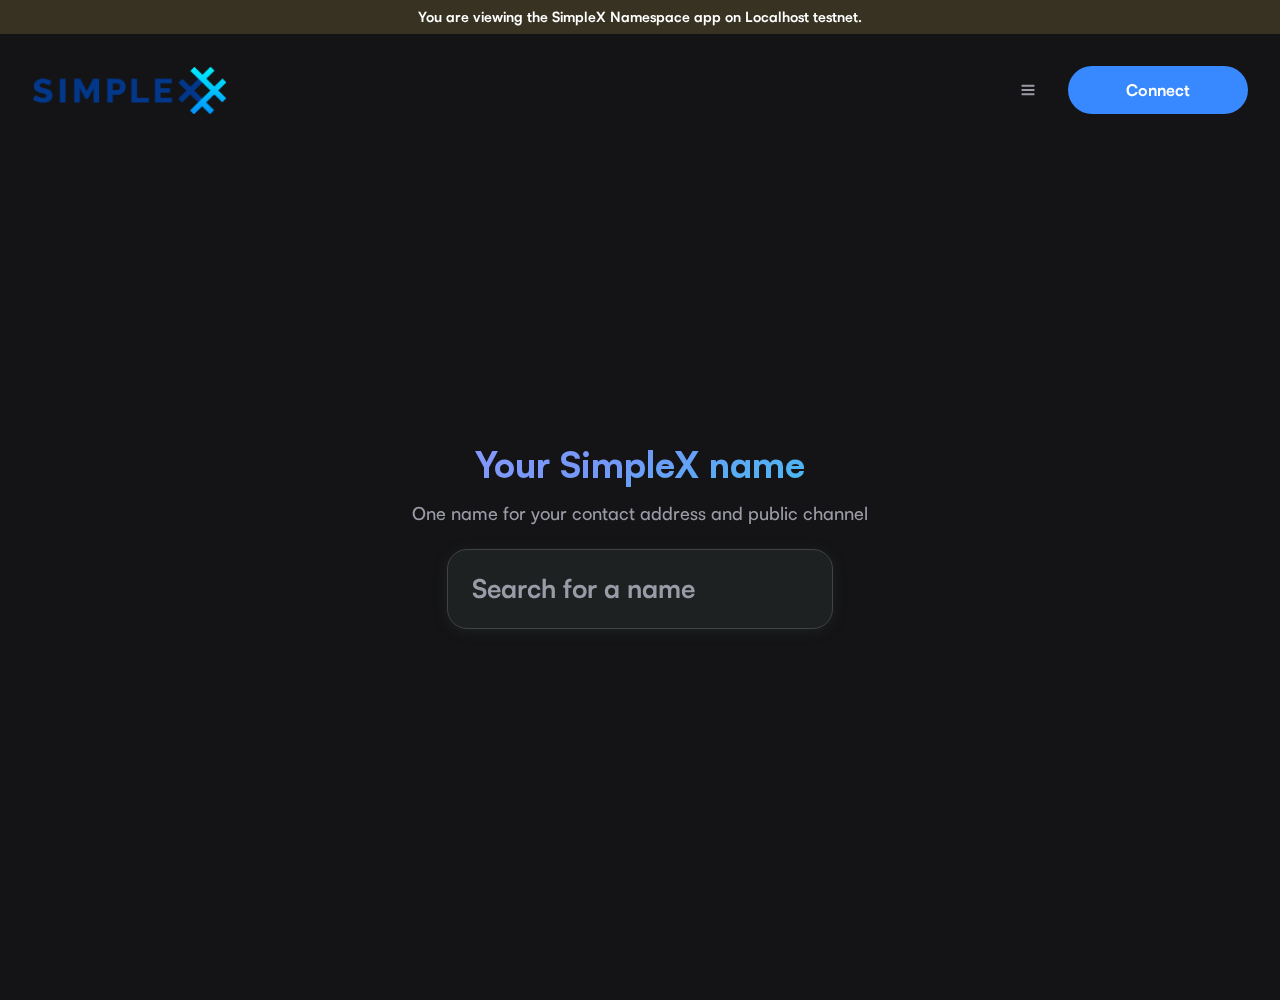 You are viewing the SimpleX Namespace app on Localhost testnet.
SIMPLEX
Connect
Your SimpleX name
One name for your contact address and public channel
Search for a name